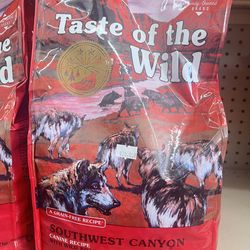 Taste of the
Wild
A GRAIN-FREE RECIPE
SOUTHWEST CANYON
CANINE RECIPE